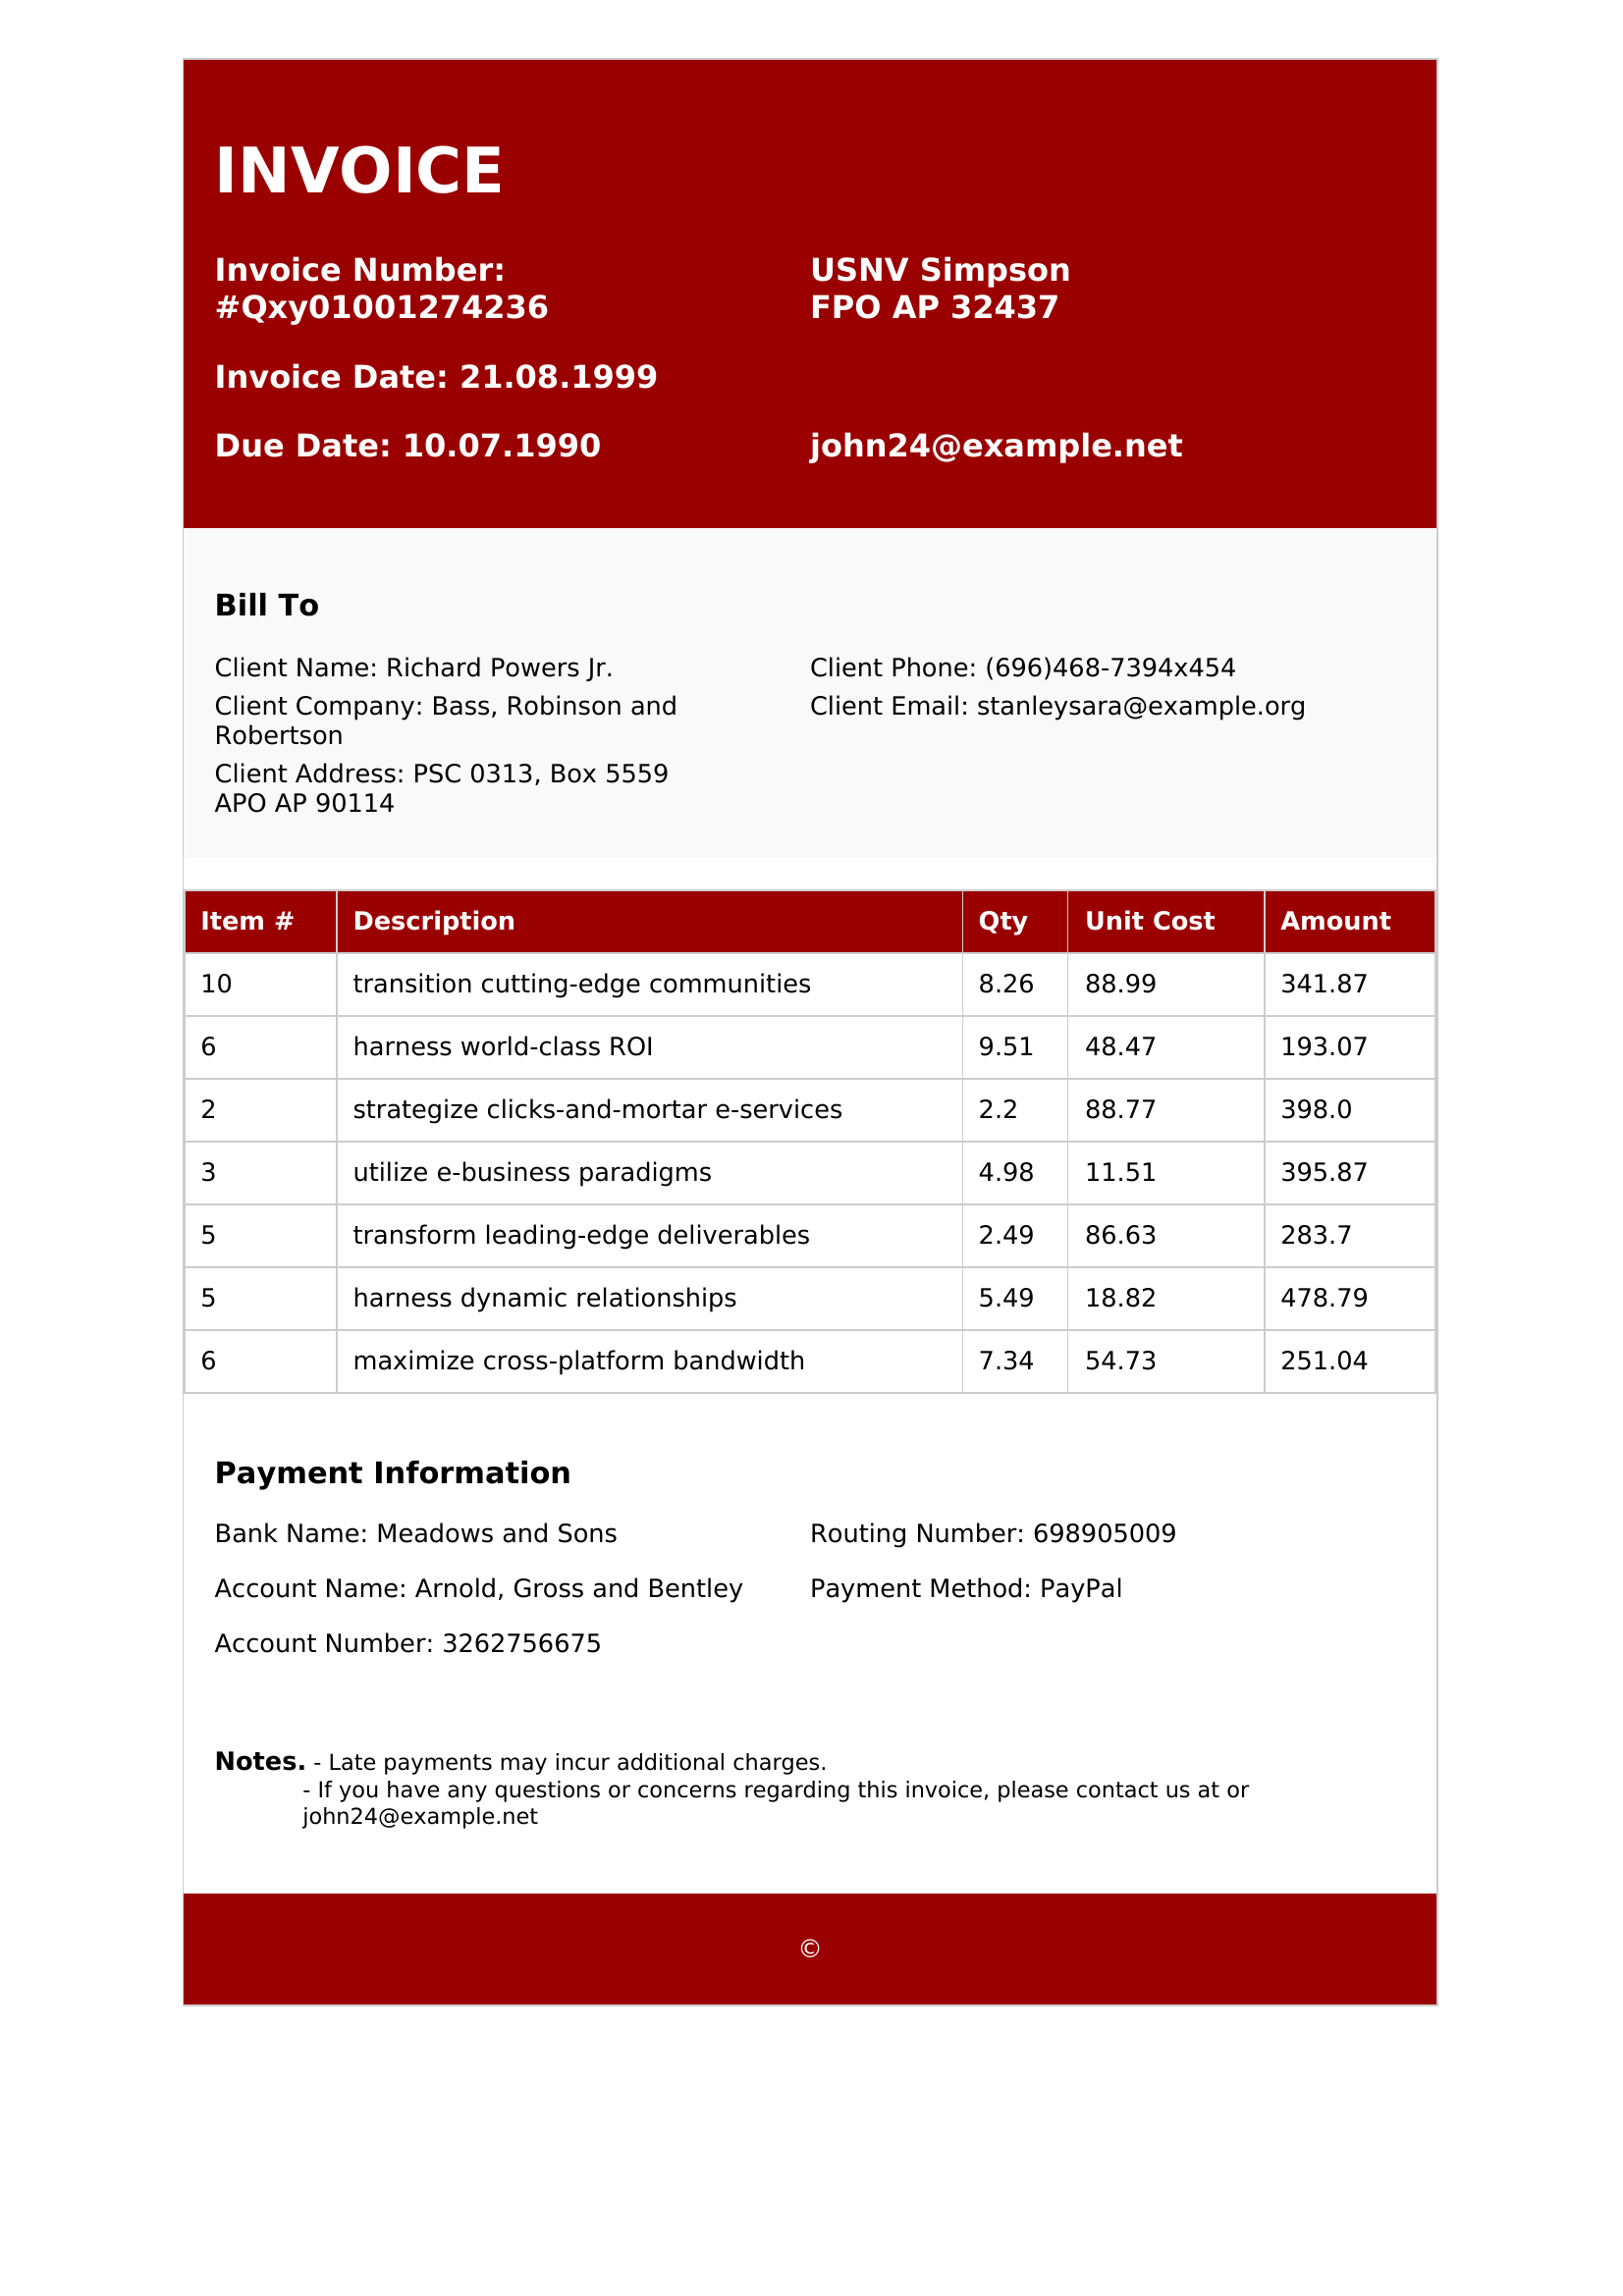 INVOICE
Invoice Number:
#Qxy01001274236
Invoice Date: 21.08.1999
Due Date: 10.07.1990
USNV Simpson
FPO AP 32437
john24@example.net
Bill To
Client Name: Richard Powers Jr.
Client Company: Bass, Robinson and
Robertson
Client Address: PSC 0313, Box 5559
APO AP 90114
Client Phone: (696)468-7394x454
Client Email: stanleysara@example.org
Item # Description Qty Unit Cost Amount
10 transition cutting-edge communities 8.26 88.99 341.87
6 harness world-class ROI 9.51 48.47 193.07
2 strategize clicks-and-mortar e-services 2.2 88.77 398.0
3 utilize e-business paradigms 4.98 11.51 395.87
5 transform leading-edge deliverables 2.49 86.63 283.7
5 harness dynamic relationships 5.49 18.82 478.79
6 maximize cross-platform bandwidth 7.34 54.73 251.04
Payment Information
Bank Name: Meadows and Sons
Account Name: Arnold, Gross and Bentley
Account Number: 3262756675
Routing Number: 698905009
Payment Method: PayPal
Notes. - Late payments may incur additional charges.
- If you have any questions or concerns regarding this invoice, please contact us at or
john24@example.net
©